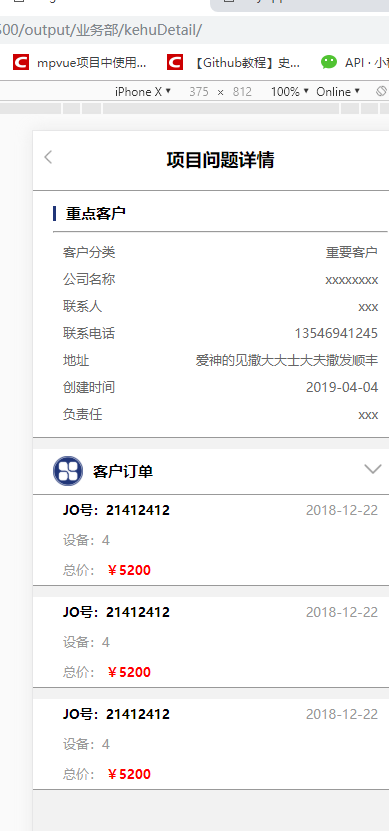 500/output/业务部/kehuDetail/
mpvue项目中使用... 【Github教程】史... API · 小
iPhone X ▼ 375 × 812 100% ▼ Online ▼
项目问题详情
重点客户
客户分类 重要客户
公司名称 xxxxxxxx
联系人 xxx
联系电话 13546941245
地址 爱神的见撒大大士大夫撒发顺丰
创建时间 2019-04-04
负责任 xxx
客户订单
JO号：21412412 2018-12-22
设备：4
总价：￥5200
JO号：21412412 2018-12-22
设备：4
总价：￥5200
JO号：21412412 2018-12-22
设备：4
总价：￥5200